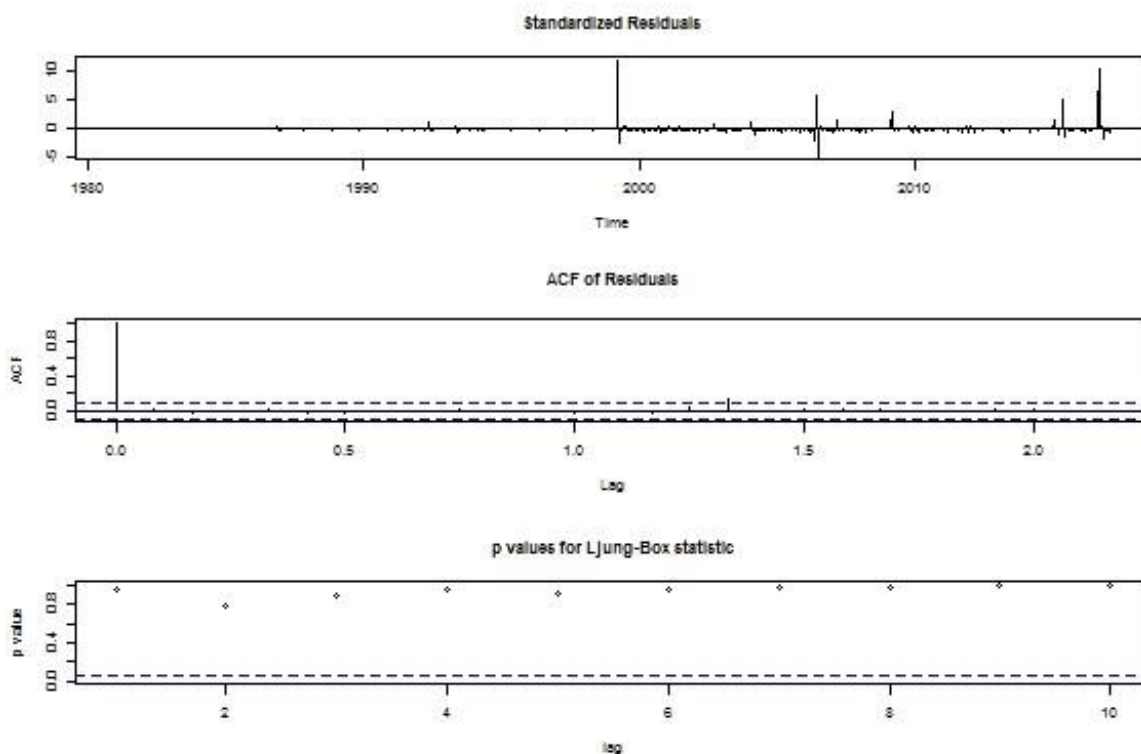 Standardized Residuals
10
5
0
-5
1980 1990 2000 2010
Time
ACF of Residuals
ACF
0.8
0.4
0.0
0.0 0.5 1.0 1.5 2.0
Lag
p values for Ljung-Box statistic
p value
0.8
0.4
0.0
2 4 6 8 10
lag